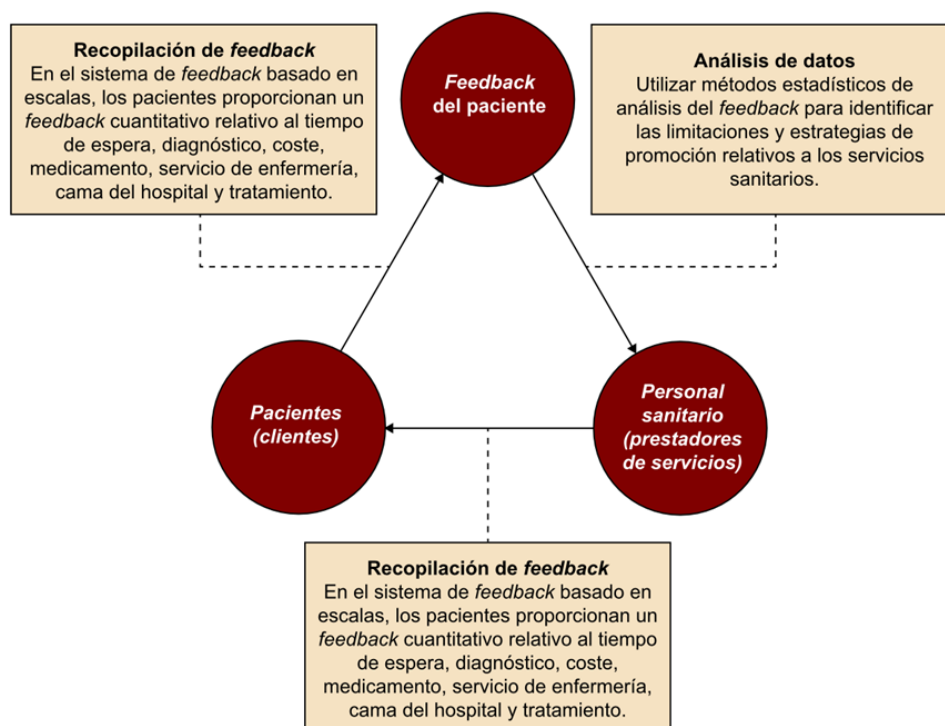 Recopilación de feedback
En el sistema de feedback basado en
escalas, los pacientes proporcionan un
feedback cuantitativo relativo al tiempo
de espera, diagnóstico, coste,
medicamento, servicio de enfermería,
cama del hospital y tratamiento.
Feedback
del paciente
Análisis de datos
Utilizar métodos estadísticos de
análisis del feedback para identificar
las limitaciones y estrategias de
promoción relativos a los servicios
sanitarios.
Pacientes
(clientes)
Personal
sanitario
(prestadores
de servicios)
Recopilación de feedback
En el sistema de feedback basado en
escalas, los pacientes proporcionan un
feedback cuantitativo relativo al tiempo
de espera, diagnóstico, coste,
medicamento, servicio de enfermería,
cama del hospital y tratamiento.